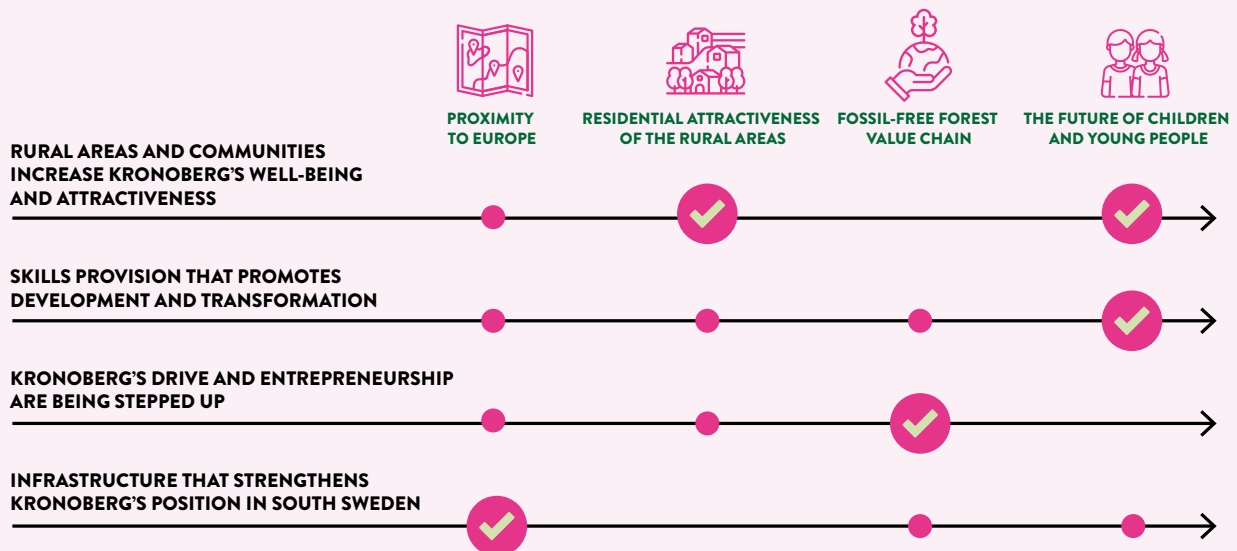 PROXIMITY
TO EUROPE
RESIDENTIAL ATTRACTIVENESS
OF THE RURAL AREAS
FOSSIL-FREE FOREST
VALUE CHAIN
THE FUTURE OF CHILDREN
AND YOUNG PEOPLE
RURAL AREAS AND COMMUNITIES
INCREASE KRONOBERG’S WELL-BEING
AND ATTRACTIVENESS
SKILLS PROVISION THAT PROMOTES
DEVELOPMENT AND TRANSFORMATION
KRONOBERG’S DRIVE AND ENTREPRENEURSHIP
ARE BEING STEPPED UP
INFRASTRUCTURE THAT STRENGTHENS
KRONOBERG’S POSITION IN SOUTH SWEDEN